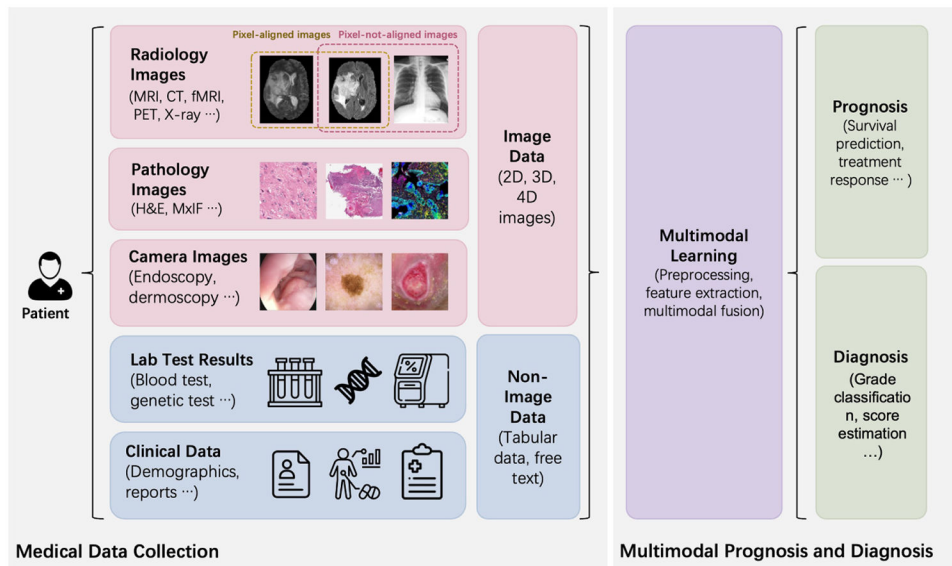 Pixel-aligned images
Pixel-not-aligned images
Radiology
Images
(MRI, CT, fMRI,
PET, X-ray ···)
Pathology
Images
(H&E, MxIF ···)
Camera Images
(Endoscopy,
dermoscopy ···)
Image
Data
(2D, 3D,
4D
images)
Patient
Lab Test Results
(Blood test,
genetic test ···)
Clinical Data
(Demographics,
reports ···)
Non-
Image
Data
(Tabular
data, free
text)
Medical Data Collection
Multimodal
Learning
(Preprocessing,
feature extraction,
multimodal fusion)
Prognosis
(Survival
prediction,
treatment
response ··· )
Diagnosis
(Grade
classificatio
n, score
estimation
…)
Multimodal Prognosis and Diagnosis